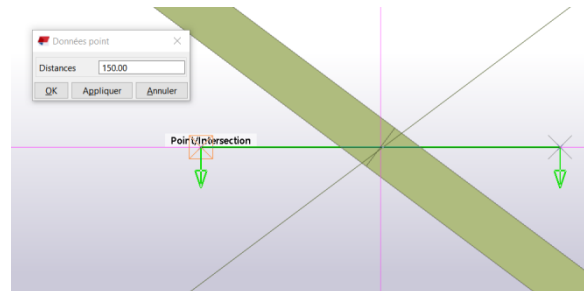 Données point
Distances 150.00
OK Appliquer Annuler
Point/Intersection